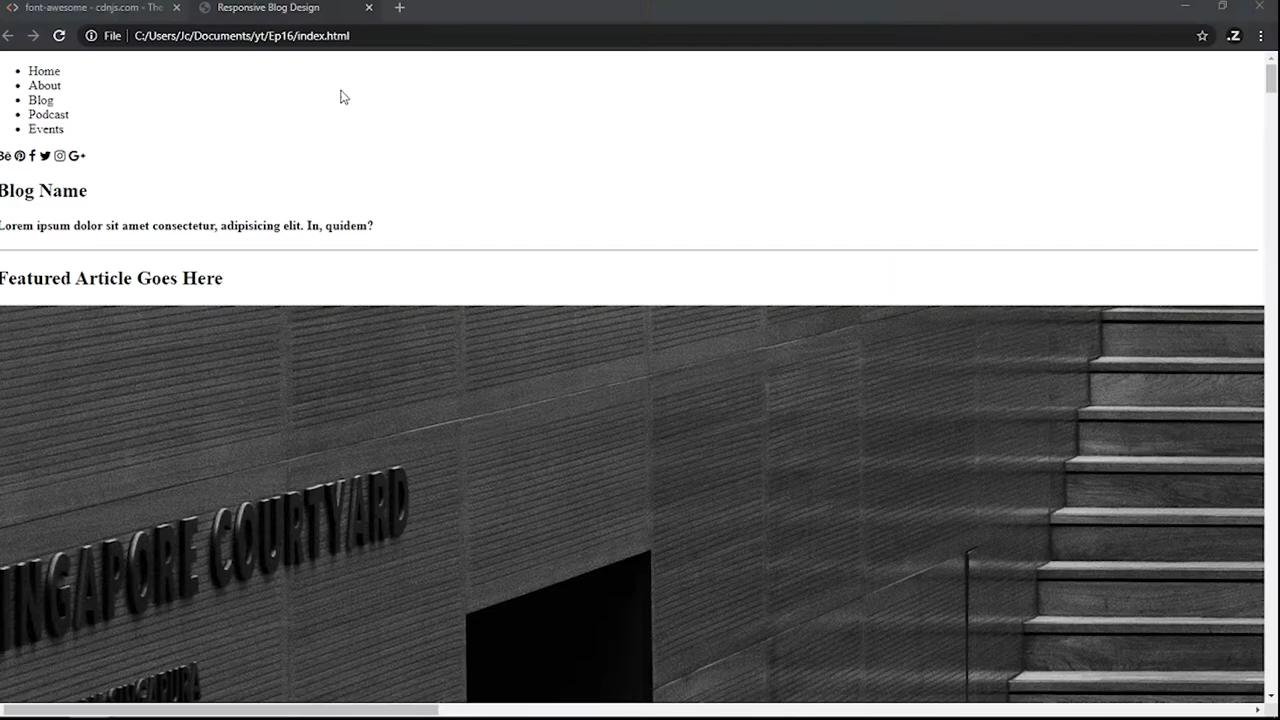 font-awesome - cdnjs.com - The
Responsive Blog Design
File C:/Users/Jc/Documents/yt/Ep16/index.html
.Z
Home
About
Blog
Podcast
Events
Blog Name
Lorem ipsum dolor sit amet consectetur, adipisicing elit. In, quidem?
Featured Article Goes Here
INGAPORE COURTYARD